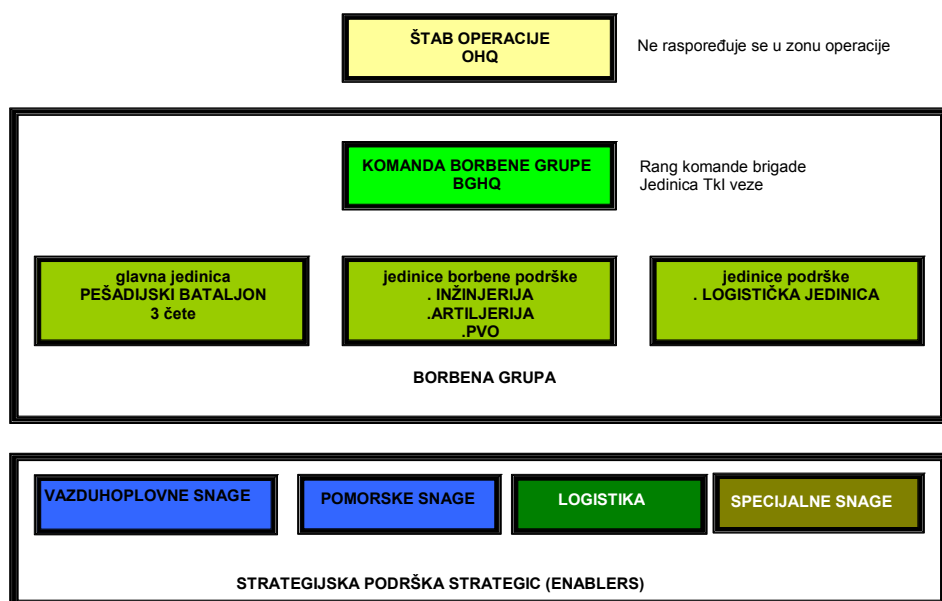 ŠTAB OPERACIJE
OHQ
Ne raspoređuje se u zonu operacije
KOMANDA BORBENE GRUPE
BGHQ
Rang komande brigade
Jedinica TkI veze
glavna jedinica
PEŠADIJSKI BATALJON
3 čete
jedinice borbene podrške
. INŽINJERIJA
.ARTILJERIJA
.PVO
jedinice podrške
. LOGISTIČKA JEDINICA
BORBENA GRUPA
VAZDUHOPLOVNE SNAGE
POMORSKE SNAGE
LOGISTIKA
SPECIJALNE SNAGE
STRATEGIJSKA PODRŠKA STRATEGIC (ENABLERS)